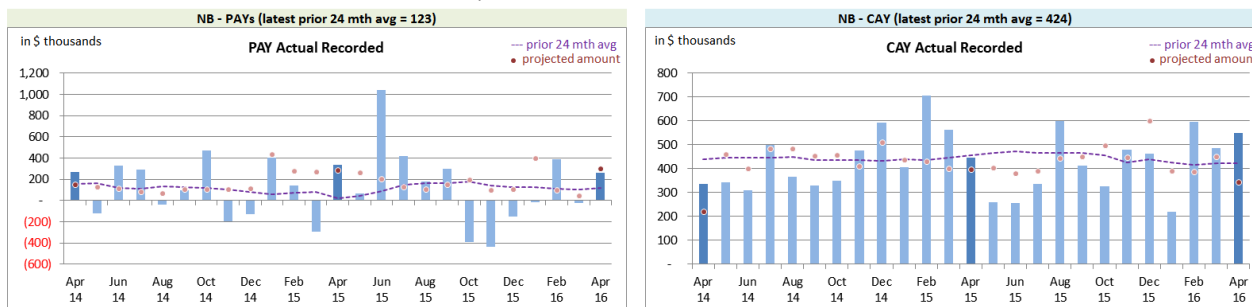 NB - PAYs (latest prior 24 mth avg = 123)
in $ thousands
PAY Actual Recorded
--- prior 24 mth avg
● projected amount
1,200
1,000
800
600
400
200
-
(200)
(400)
(600)
Apr 14
Jun 14
Aug 14
Oct 14
Dec 14
Feb 15
Apr 15
Jun 15
Aug 15
Oct 15
Dec 15
Feb 16
Apr 16
NB - CAY (latest prior 24 mth avg = 424)
in $ thousands
CAY Actual Recorded
--- prior 24 mth avg
● projected amount
800
700
600
500
400
300
200
100
-
Apr 14
Jun 14
Aug 14
Oct 14
Dec 14
Feb 15
Apr 15
Jun 15
Aug 15
Oct 15
Dec 15
Feb 16
Apr 16